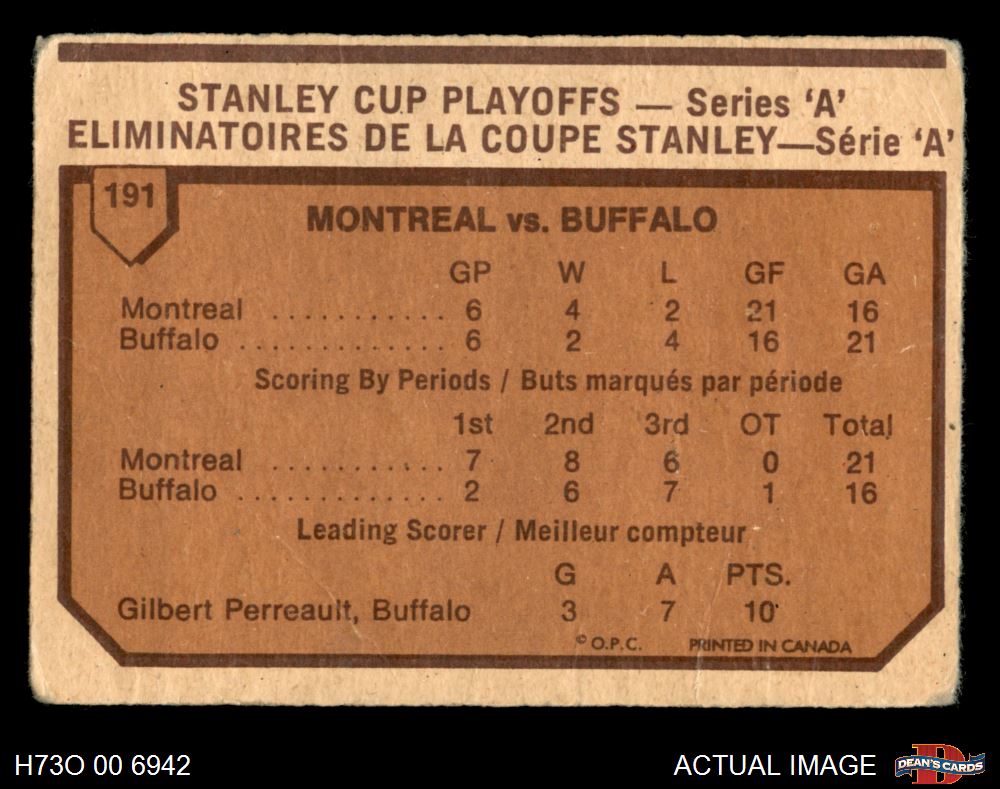 STANLEY CUP PLAYOFFS — Series 'A'
ELIMINATOIRES DE LA COUPE STANLEY—Série 'A'
191
MONTREAL vs. BUFFALO
GP W L GF GA
Montreal ........... 6 4 2 21 16
Buffalo ............. 6 2 4 16 21
Scoring By Periods / Buts marqués par période
1st 2nd 3rd OT Total
Montreal ........... 7 8 6 0 21
Buffalo ............. 2 6 7 1 16
Leading Scorer / Meilleur compteur
G A PTS.
Gilbert Perreault, Buffalo 3 7 10
© O.P.C. PRINTED IN CANADA
H73O 00 6942 ACTUAL IMAGE D DEAN'S CARDS